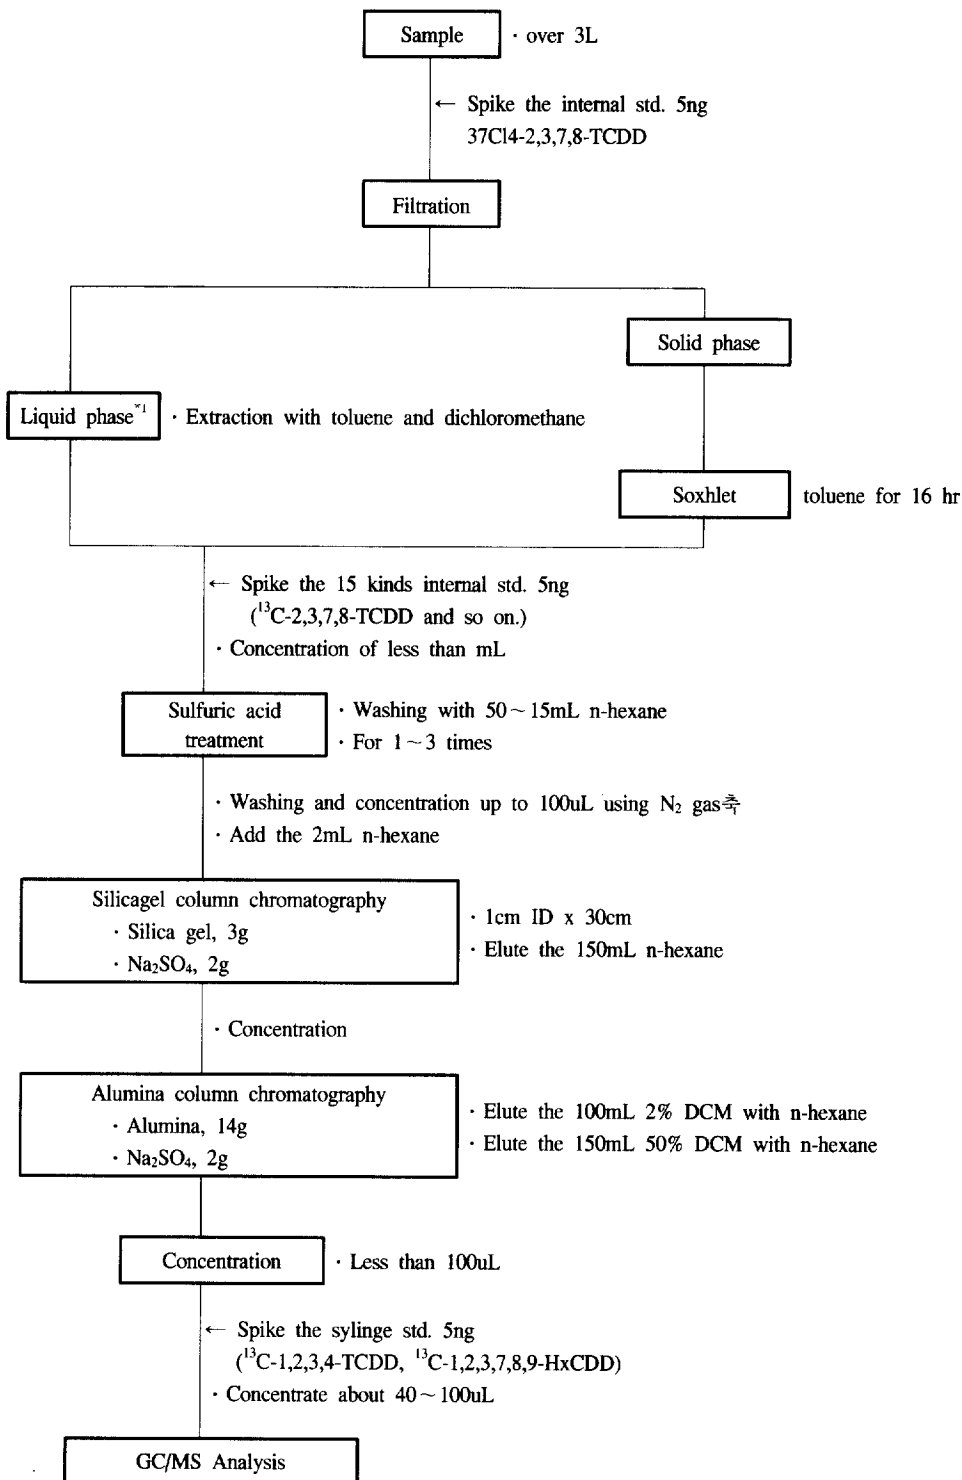 Sample
· over 3L
← Spike the internal std. 5ng
37Cl4-2,3,7,8-TCDD
Filtration
Solid phase
Liquid phase*1
· Extraction with toluene and dichloromethane
Soxhlet
toluene for 16 hr
← Spike the 15 kinds internal std. 5ng
(13C-2,3,7,8-TCDD and so on.)
· Concentration of less than mL
Sulfuric acid
treatment
· Washing with 50~15mL n-hexane
· For 1~3 times
· Washing and concentration up to 100uL using N2 gas축
· Add the 2mL n-hexane
Silicagel column chromatography
· Silica gel, 3g
· Na2SO4, 2g
· 1cm ID x 30cm
· Elute the 150mL n-hexane
· Concentration
Alumina column chromatography
· Alumina, 14g
· Na2SO4, 2g
· Elute the 100mL 2% DCM with n-hexane
· Elute the 150mL 50% DCM with n-hexane
Concentration
· Less than 100uL
← Spike the sylinge std. 5ng
(13C-1,2,3,4-TCDD, 13C-1,2,3,7,8,9-HxCDD)
· Concentrate about 40~100uL
GC/MS Analysis